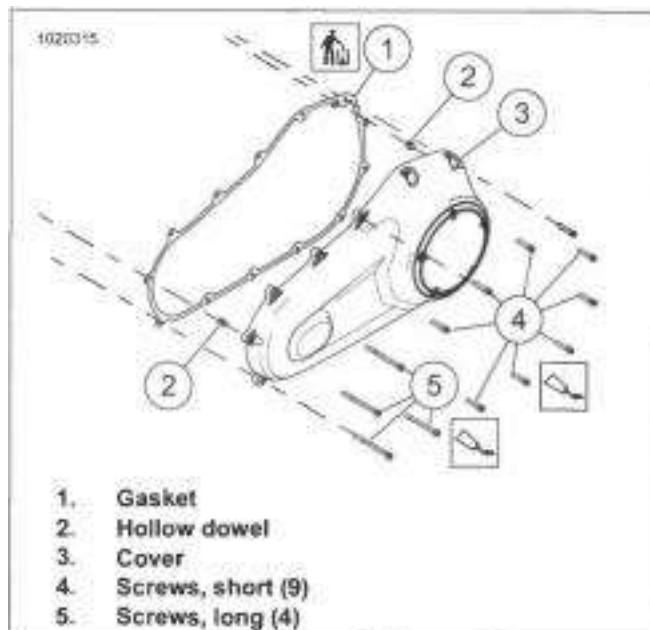 1020315
1
2
3
4
2
5
1. Gasket
2. Hollow dowel
3. Cover
4. Screws, short (9)
5. Screws, long (4)